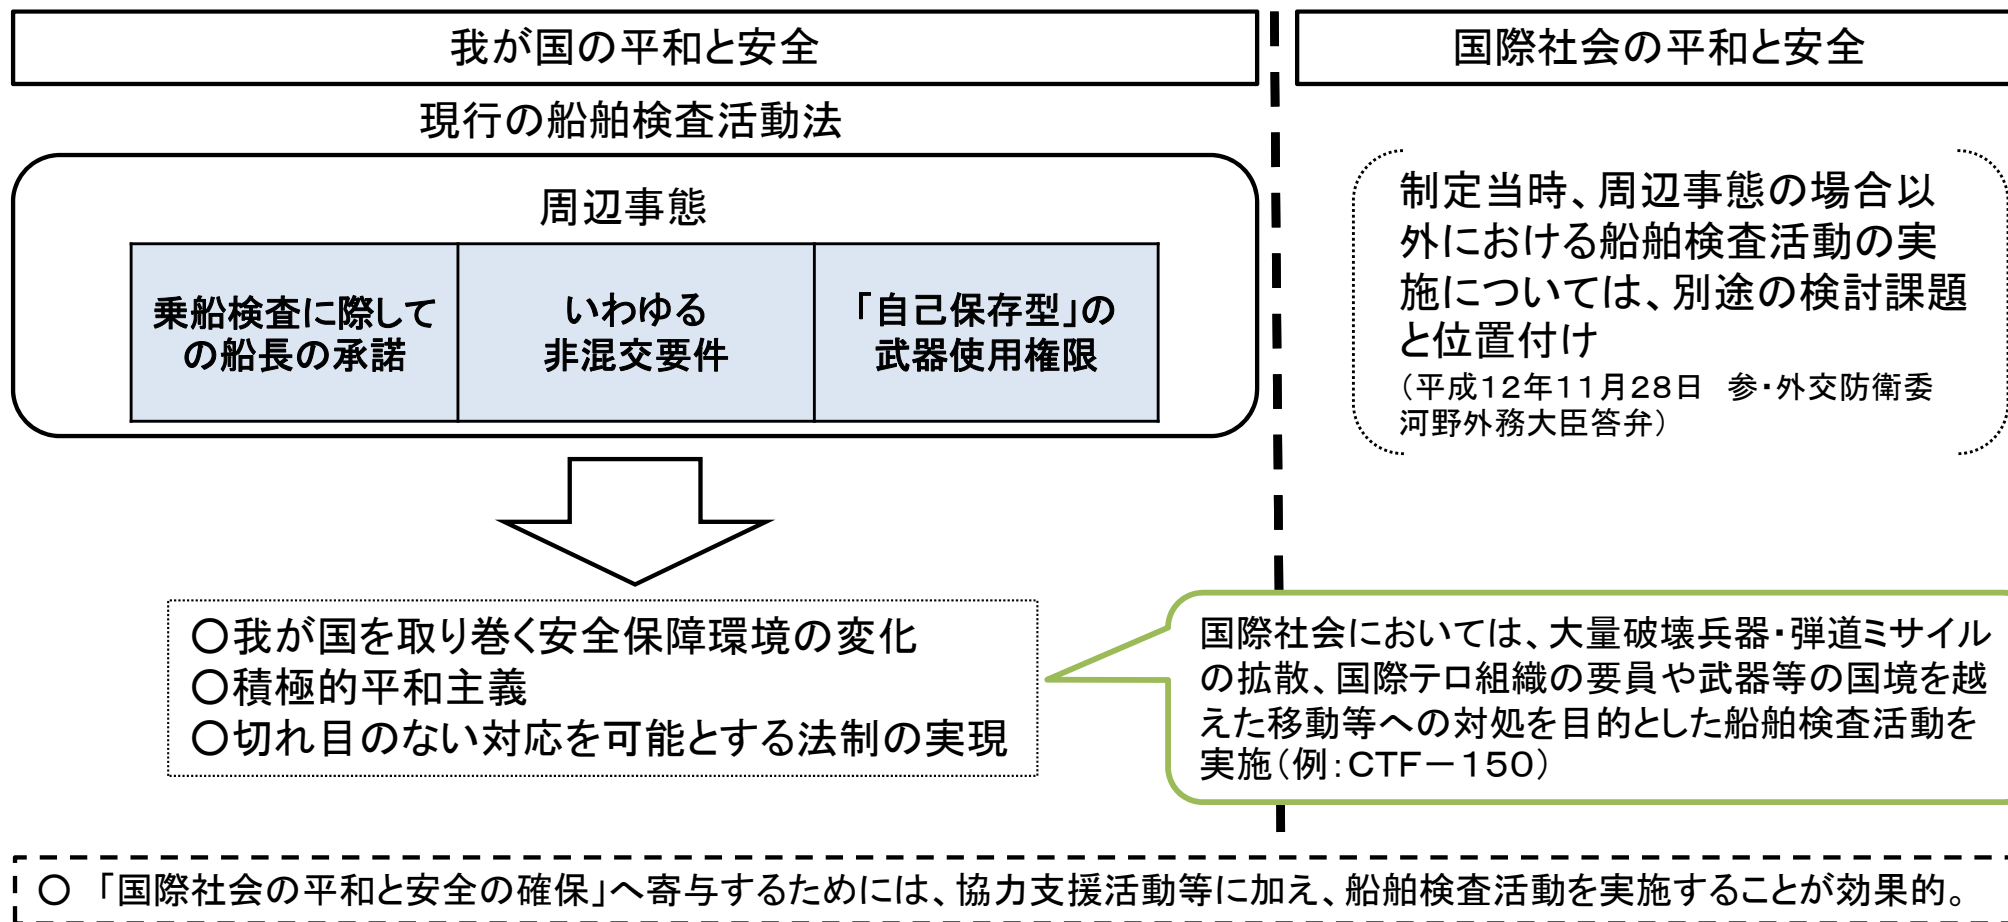 我が国の平和と安全
国際社会の平和と安全
現行の船舶検査活動法
周辺事態
乗船検査に際して
の船長の承諾
いわゆる
非混交要件
「自己保存型」の
武器使用権限
制定当時、周辺事態の場合以
外における船舶検査活動の実
施については、別途の検討課題
と位置付け
(平成12年11月28日　参・外交防衛委
河野外務大臣答弁)
○我が国を取り巻く安全保障環境の変化
○積極的平和主義
○切れ目のない対応を可能とする法制の実現
国際社会においては、大量破壊兵器・弾道ミサイル
の拡散、国際テロ組織の要員や武器等の国境を越
えた移動等への対処を目的とした船舶検査活動を
実施(例:CTF-150)
○ 「国際社会の平和と安全の確保」へ寄与するためには、協力支援活動等に加え、船舶検査活動を実施することが効果的。